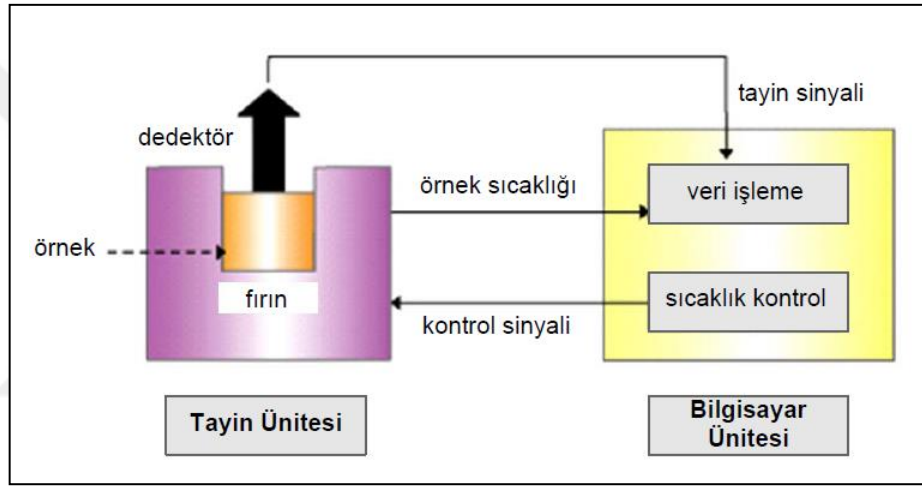 tayin sinyali
dedektör
örnek sıcaklığı
veri işleme
örnek
fırın
sıcaklık kontrol
kontrol sinyali
Tayin Ünitesi
Bilgisayar
Ünitesi